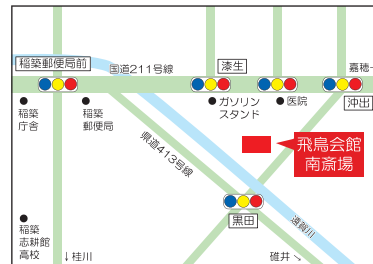 稲築郵便局前
国道211号線
漆生
嘉穂→
稲築
庁舎
稲築
郵便局
ガソリン
スタンド
医院
沖出
県道413号線
飛鳥会館
南斎場
黒田
遠賀川
稲築
志耕館
高校
↓桂川
碓井↘